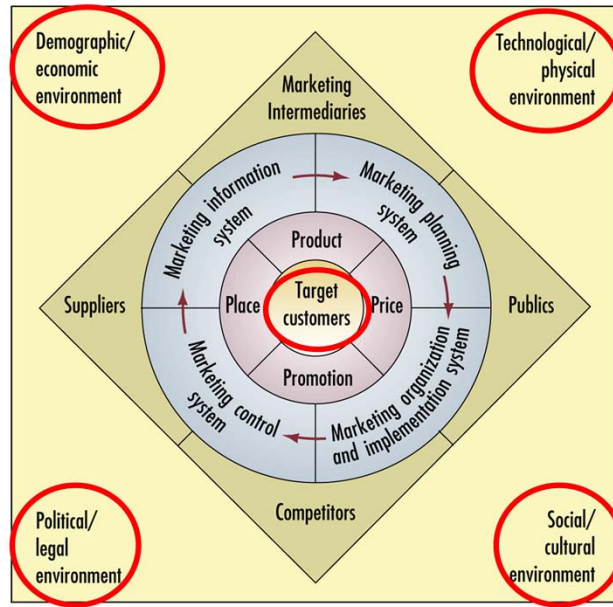 Demographic/
economic
environment
Technological/
physical
environment
Marketing
Intermediaries
Marketing information
system
Marketing planning
system
Product
Suppliers
Place
Target
customers
Price
Publics
Promotion
Marketing control
system
Marketing organization
and implementation system
Competitors
Political/
legal
environment
Social/
cultural
environment